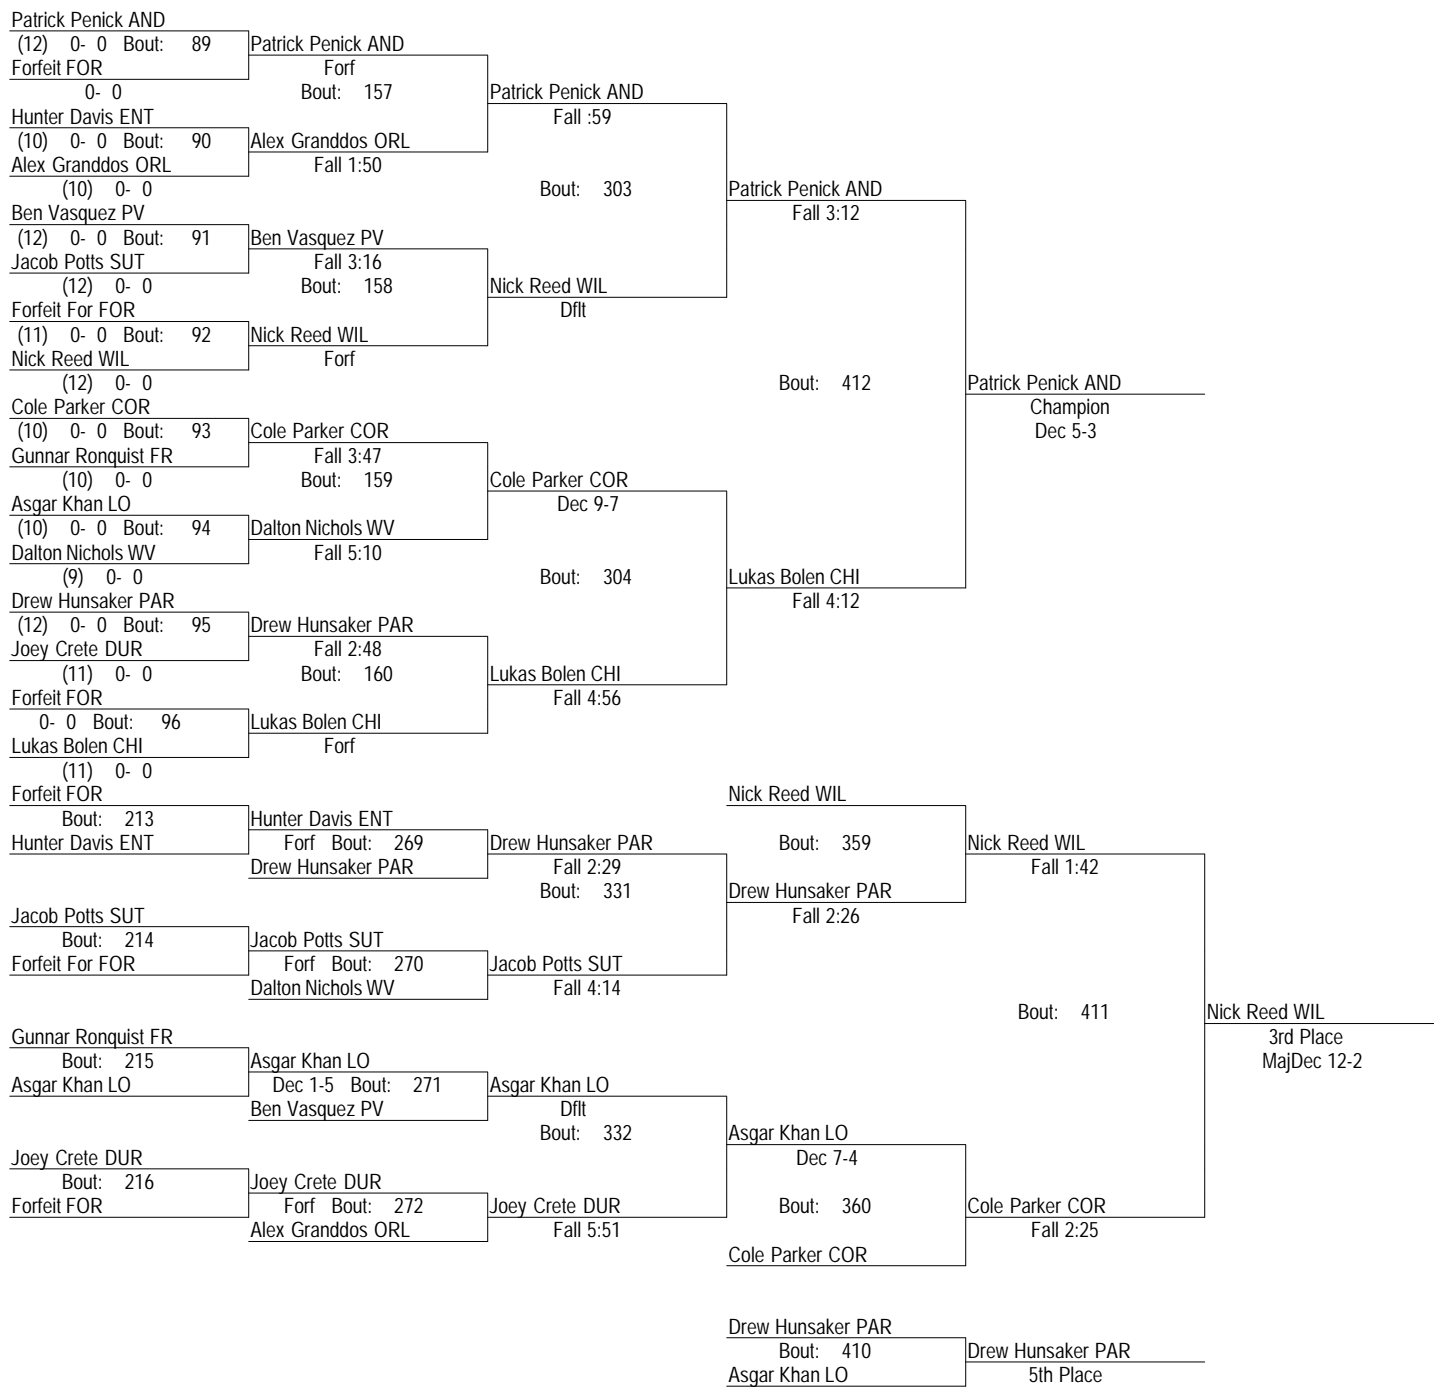 Patrick Penick AND
(12) 0- 0 Bout: 89 Patrick Penick AND
Forfeit FOR Forf
0- 0 Bout: 157 Patrick Penick AND
Hunter Davis ENT Fall :59
(10) 0- 0 Bout: 90 Alex Granddos ORL
Alex Granddos ORL Fall 1:50
(10) 0- 0 Bout: 303 Patrick Penick AND
Ben Vasquez PV Fall 3:12
(12) 0- 0 Bout: 91 Ben Vasquez PV
Jacob Potts SUT Fall 3:16
(12) 0- 0 Bout: 158 Nick Reed WIL
Forfeit For FOR Dflt
(11) 0- 0 Bout: 92 Nick Reed WIL
Nick Reed WIL Forf
(12) 0- 0 Bout: 412 Patrick Penick AND
Cole Parker COR Champion
(10) 0- 0 Bout: 93 Cole Parker COR Dec 5-3
Gunnar Ronquist FR Fall 3:47
(10) 0- 0 Bout: 159 Cole Parker COR
Asgar Khan LO Dec 9-7
(10) 0- 0 Bout: 94 Dalton Nichols WV
Dalton Nichols WV Fall 5:10
(9) 0- 0 Bout: 304 Lukas Bolen CHI
Drew Hunsaker PAR Fall 4:12
(12) 0- 0 Bout: 95 Drew Hunsaker PAR
Joey Crete DUR Fall 2:48
(11) 0- 0 Bout: 160 Lukas Bolen CHI
Forfeit FOR Fall 4:56
0- 0 Bout: 96 Lukas Bolen CHI
Lukas Bolen CHI Forf
(11) 0- 0
Forfeit FOR Nick Reed WIL
Bout: 213 Hunter Davis ENT
Hunter Davis ENT Forf Bout: 269 Drew Hunsaker PAR Bout: 359 Nick Reed WIL
Drew Hunsaker PAR Fall 2:29 Fall 1:42
Bout: 331 Drew Hunsaker PAR
Jacob Potts SUT Fall 2:26
Bout: 214 Jacob Potts SUT
Forfeit For FOR Forf Bout: 270 Jacob Potts SUT
Dalton Nichols WV Fall 4:14
Bout: 411 Nick Reed WIL
Gunnar Ronquist FR 3rd Place
Bout: 215 Asgar Khan LO MajDec 12-2
Asgar Khan LO Dec 1-5 Bout: 271 Asgar Khan LO
Ben Vasquez PV Dflt
Bout: 332 Asgar Khan LO
Joey Crete DUR Dec 7-4
Bout: 216 Joey Crete DUR
Forfeit FOR Forf Bout: 272 Joey Crete DUR Bout: 360 Cole Parker COR
Alex Granddos ORL Fall 5:51 Fall 2:25
Cole Parker COR
Drew Hunsaker PAR
Bout: 410 Drew Hunsaker PAR
Asgar Khan LO 5th Place